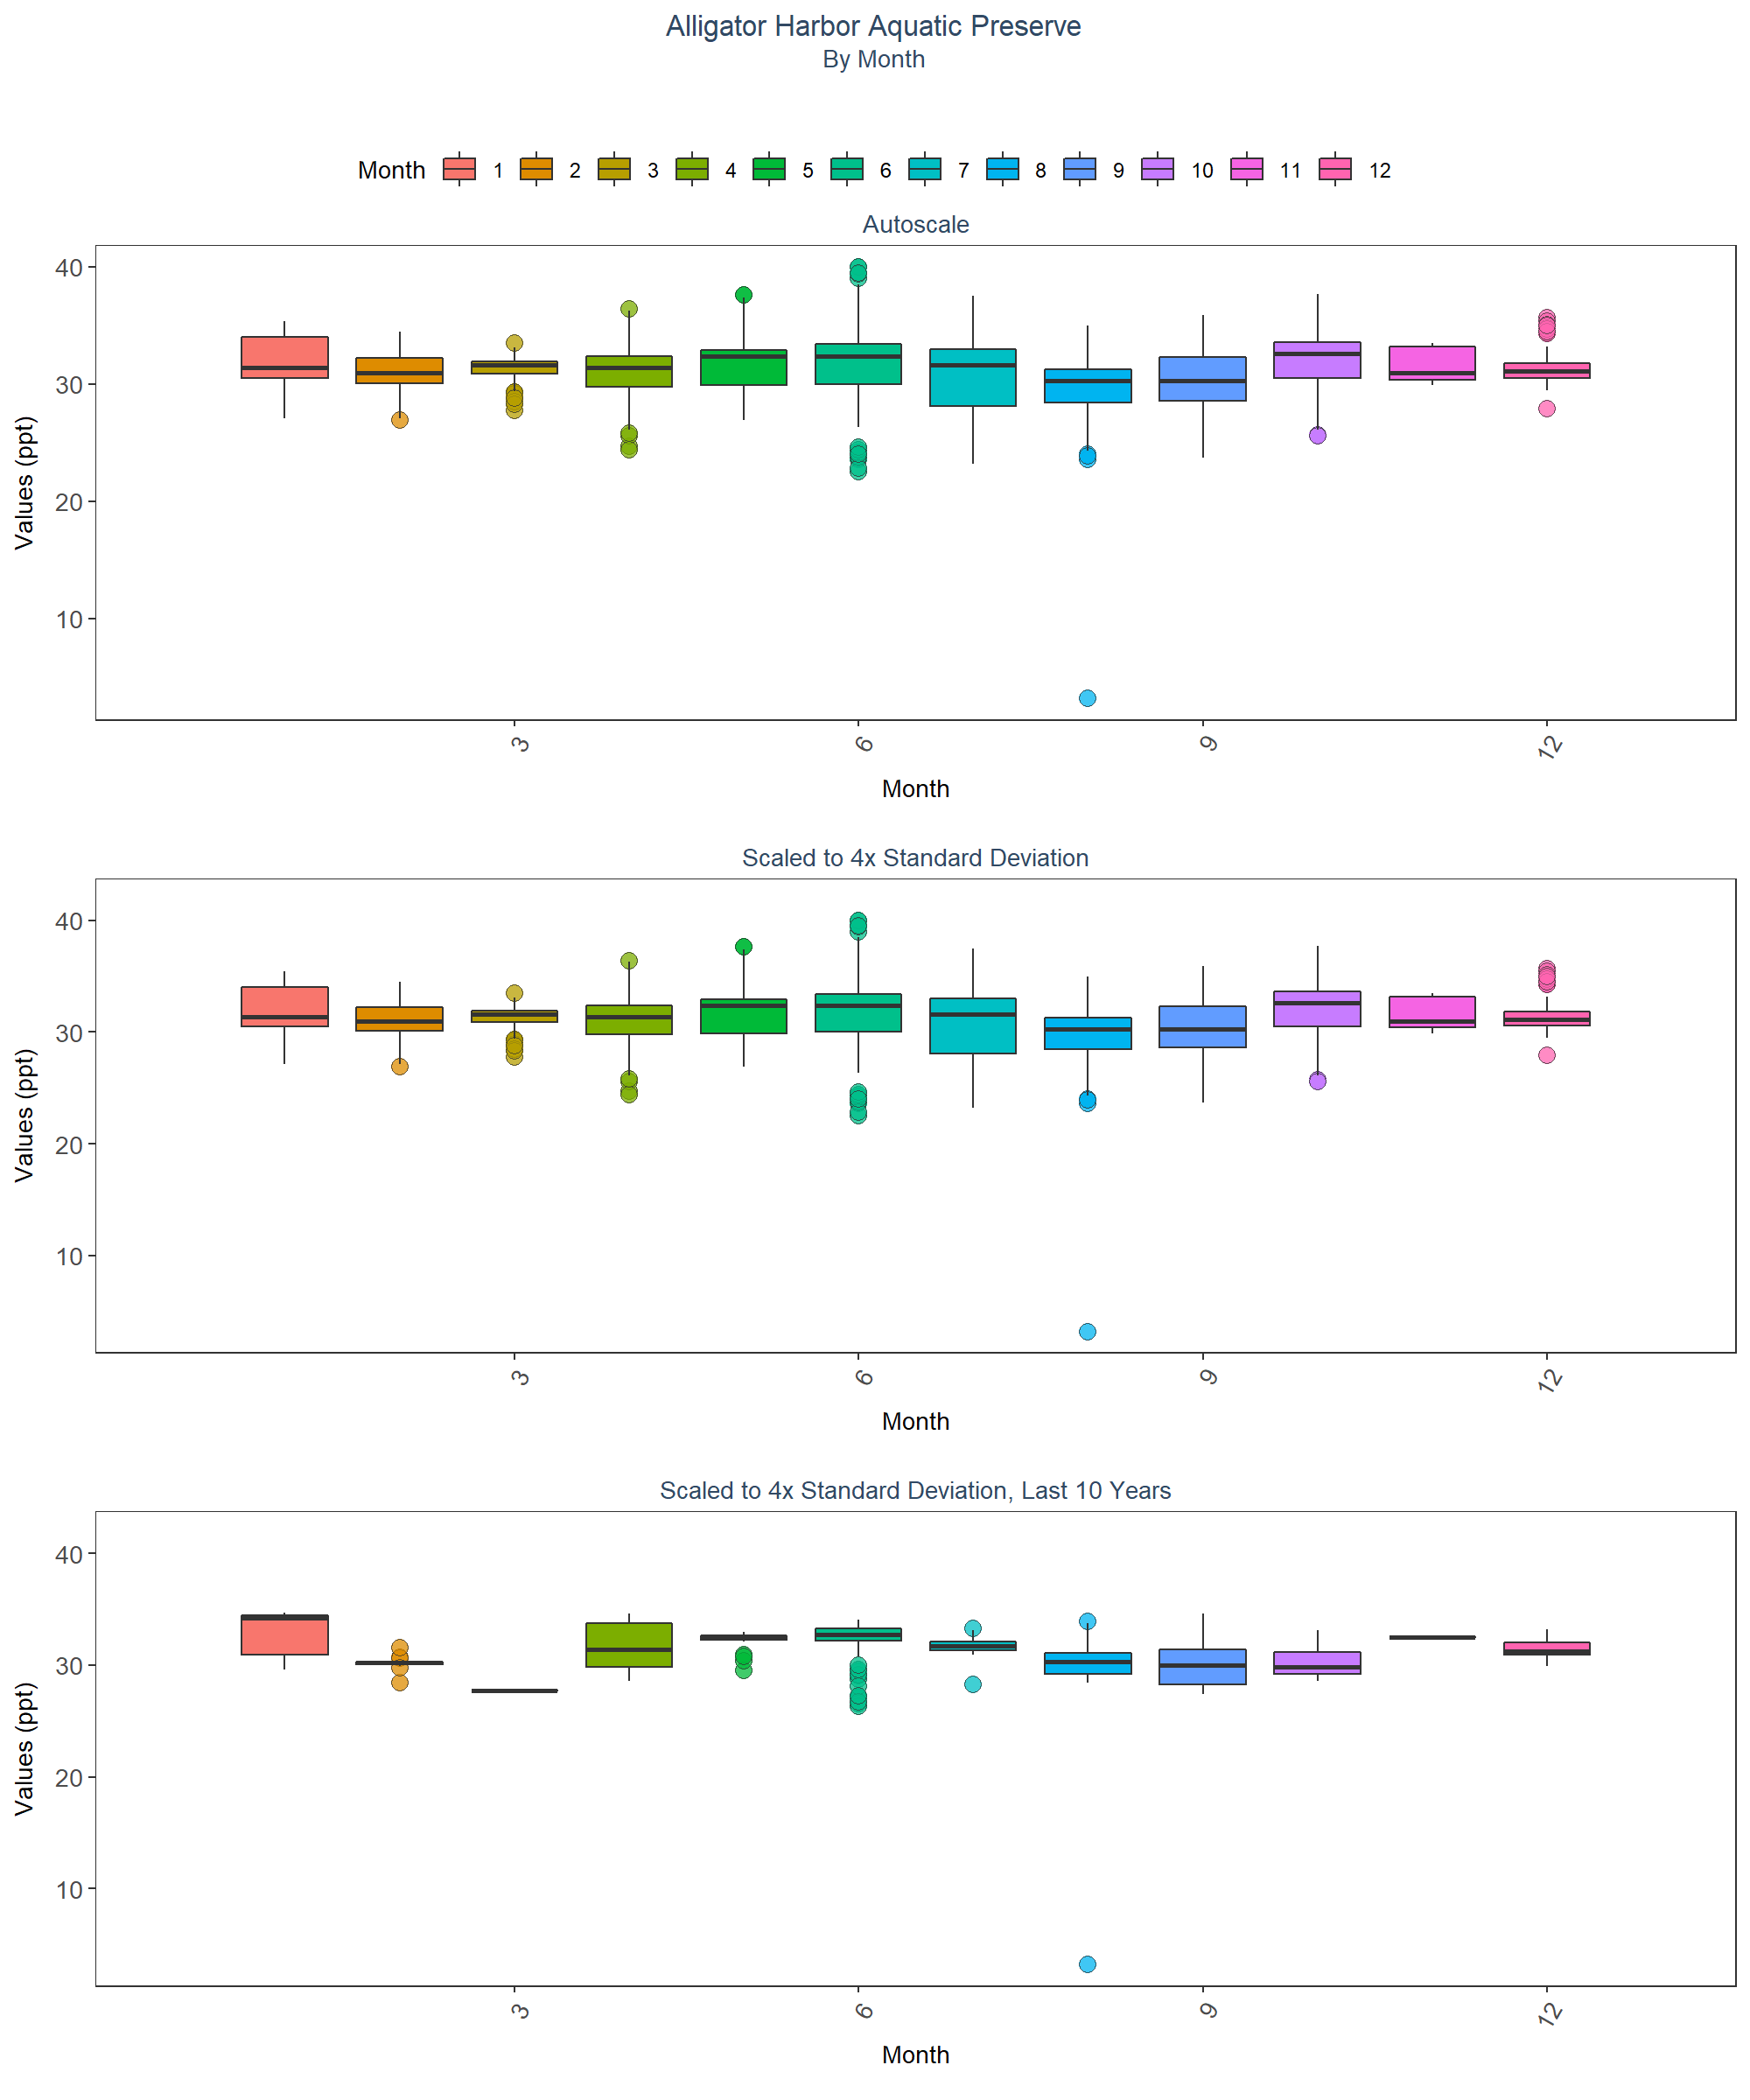 Alligator Harbor Aquatic Preserve
By Month
Month 1 2 3 4 5 6 7 8 9 10 11 12
Autoscale
Values (ppt)
40
30
20
10
3 6 9 12
Month
Scaled to 4x Standard Deviation
Values (ppt)
40
30
20
10
3 6 9 12
Month
Scaled to 4x Standard Deviation, Last 10 Years
Values (ppt)
40
30
20
10
3 6 9 12
Month